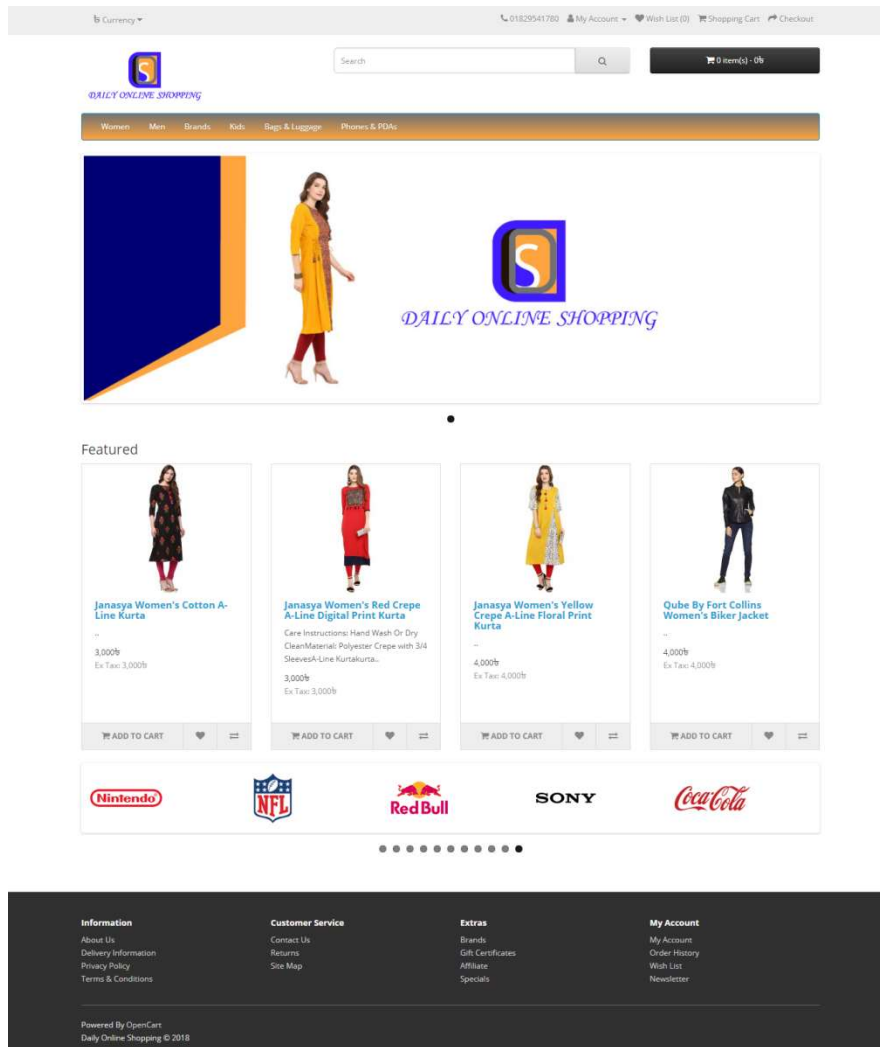 ৳ Currency
01829541780 My Account Wish List (0) Shopping Cart Checkout
S
DAILY ONLINE SHOPPING
Search
0 item(s) - 0৳
Women Men Brands Kids Bags & Luggage Phones & PDAs
S
DAILY ONLINE SHOPPING
Featured
Janasya Women's Cotton A-
Line Kurta
..
3,000৳
Ex Tax: 3,000৳
ADD TO CART
Janasya Women's Red Crepe
A-Line Digital Print Kurta
Care Instructions: Hand Wash Or Dry
CleanMaterial: Polyester Crepe with 3/4
SleevesA-Line Kurtakurta..
3,000৳
Ex Tax: 3,000৳
ADD TO CART
Janasya Women's Yellow
Crepe A-Line Floral Print
Kurta
..
4,000৳
Ex Tax: 4,000৳
ADD TO CART
Qube By Fort Collins
Women's Biker Jacket
..
4,000৳
Ex Tax: 4,000৳
ADD TO CART
Nintendo
NFL
Red Bull
SONY
Coca-Cola
Information
About Us
Delivery Information
Privacy Policy
Terms & Conditions
Customer Service
Contact Us
Returns
Site Map
Extras
Brands
Gift Certificates
Affiliate
Specials
My Account
My Account
Order History
Wish List
Newsletter
Powered By OpenCart
Daily Online Shopping © 2018